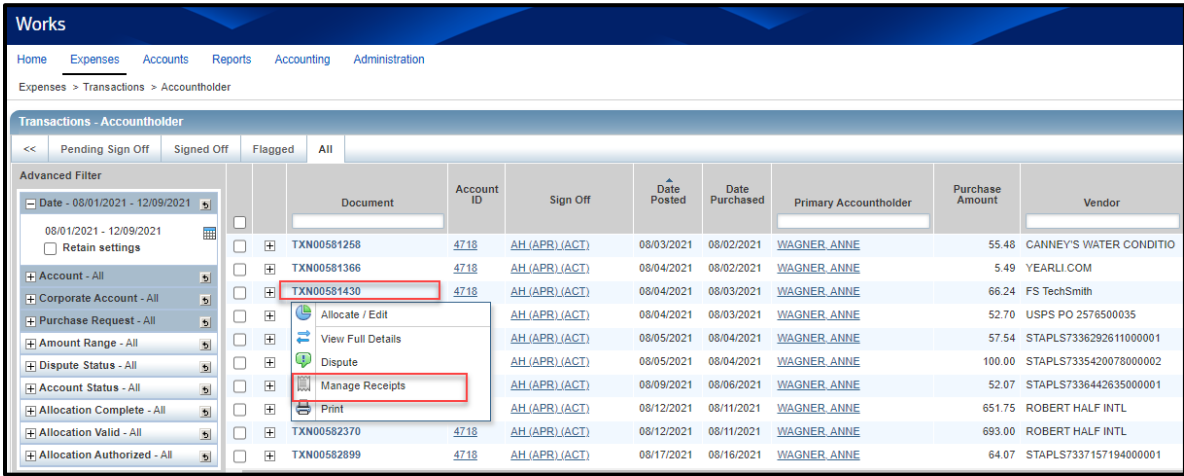 Works
Home Expenses Accounts Reports Accounting Administration
Expenses > Transactions > Accountholder
Transactions - Accountholder
<< Pending Sign Off Signed Off Flagged All
Advanced Filter
Date - 08/01/2021 - 12/09/2021
08/01/2021 - 12/09/2021
Retain settings
Account - All
Corporate Account - All
Purchase Request - All
Amount Range - All
Dispute Status - All
Account Status - All
Allocation Complete - All
Allocation Valid - All
Allocation Authorized - All
Document Account ID Sign Off Date Posted Date Purchased Primary Accountholder Purchase Amount Vendor
TXN00581258 4718 AH (APR) (ACT) 08/03/2021 08/02/2021 WAGNER, ANNE 55.48 CANNEY'S WATER CONDITIO
TXN00581366 4718 AH (APR) (ACT) 08/04/2021 08/02/2021 WAGNER, ANNE 5.49 YEARLI.COM
TXN00581430 4718 AH (APR) (ACT) 08/04/2021 08/03/2021 WAGNER, ANNE 66.24 FS TechSmith
Allocate / Edit AH (APR) (ACT) 08/04/2021 08/03/2021 WAGNER, ANNE 52.70 USPS PO 2576500035
View Full Details AH (APR) (ACT) 08/05/2021 08/04/2021 WAGNER, ANNE 57.54 STAPLS7336292611000001
Dispute AH (APR) (ACT) 08/05/2021 08/04/2021 WAGNER, ANNE 100.00 STAPLS7335420078000002
Manage Receipts AH (APR) (ACT) 08/09/2021 08/06/2021 WAGNER, ANNE 52.07 STAPLS7336442635000001
Print AH (APR) (ACT) 08/12/2021 08/11/2021 WAGNER, ANNE 651.75 ROBERT HALF INTL
TXN00582370 4718 AH (APR) (ACT) 08/12/2021 08/11/2021 WAGNER, ANNE 693.00 ROBERT HALF INTL
TXN00582899 4718 AH (APR) (ACT) 08/17/2021 08/16/2021 WAGNER, ANNE 64.07 STAPLS7337157194000001